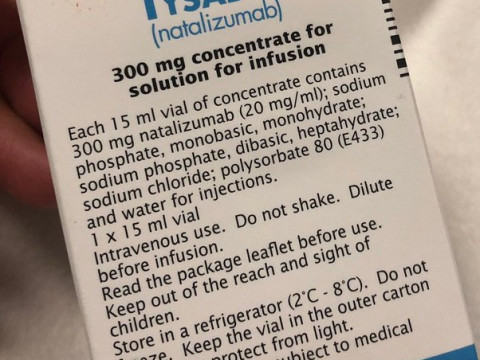 (natalizumab)
300 mg concentrate for
solution for infusion
Each 15 ml vial of concentrate contains
300 mg natalizumab (20 mg/ml); sodium
phosphate, monobasic, monohydrate;
sodium phosphate, dibasic, heptahydrate;
sodium chloride; polysorbate 80 (E433)
and water for injections.
1 x 15 ml vial
Intravenous use. Do not shake. Dilute
before infusion.
Read the package leaflet before use.
Keep out of the reach and sight of
children.
Store in a refrigerator (2°C - 8°C). Do not
Keep the vial in the outer carton
protect from light.
subject to medical